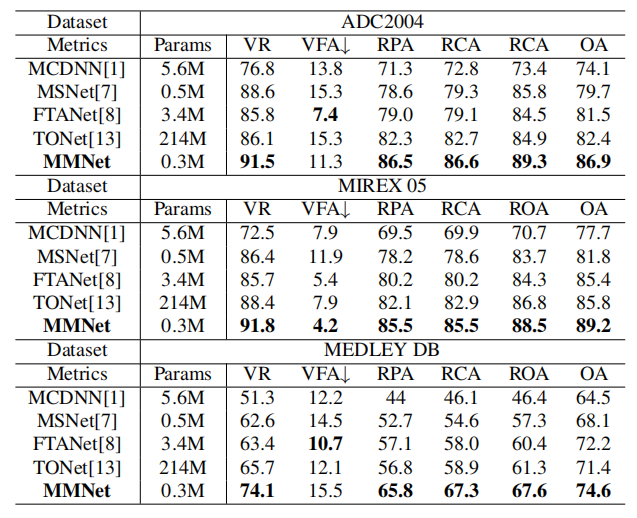 Dataset ADC2004
Metrics Params VR VFA↓ RPA RCA RCA OA
MCDNN[1] 5.6M 76.8 13.8 71.3 72.8 73.4 74.1
MSNet[7] 0.5M 88.6 15.3 78.6 79.3 85.8 79.7
FTANet[8] 3.4M 85.8 7.4 79.0 79.1 84.5 81.5
TONet[13] 214M 86.1 15.3 82.3 82.7 84.9 82.4
MMNet 0.3M 91.5 11.3 86.5 86.6 89.3 86.9
Dataset MIREX 05
Metrics Params VR VFA↓ RPA RCA ROA OA
MCDNN[1] 5.6M 72.5 7.9 69.5 69.9 70.7 77.7
MSNet[7] 0.5M 86.4 11.9 78.2 78.6 83.7 81.8
FTANet[8] 3.4M 85.7 5.4 80.2 80.2 84.3 85.4
TONet[13] 214M 88.4 7.9 82.1 82.9 86.8 85.8
MMNet 0.3M 91.8 4.2 85.5 85.5 88.5 89.2
Dataset MEDLEY DB
Metrics Params VR VFA↓ RPA RCA ROA OA
MCDNN[1] 5.6M 51.3 12.2 44 46.1 46.4 64.5
MSNet[7] 0.5M 62.6 14.5 52.7 54.6 57.3 68.1
FTANet[8] 3.4M 63.4 10.7 57.1 58.0 60.4 72.2
TONet[13] 214M 65.7 12.1 56.8 58.9 61.3 71.4
MMNet 0.3M 74.1 15.5 65.8 67.3 67.6 74.6